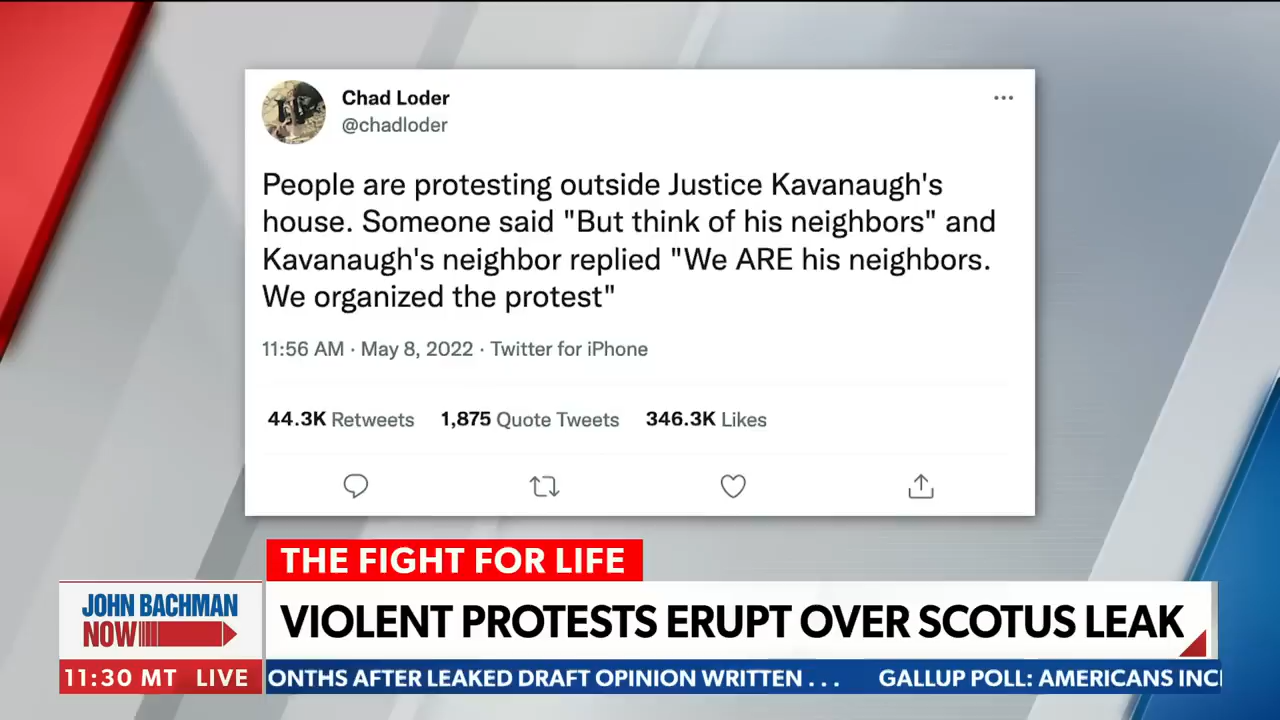 Chad Loder
@chadloder
People are protesting outside Justice Kavanaugh's
house. Someone said "But think of his neighbors" and
Kavanaugh's neighbor replied "We ARE his neighbors.
We organized the protest"
11:56 AM · May 8, 2022 · Twitter for iPhone
44.3K Retweets 1,875 Quote Tweets 346.3K Likes
THE FIGHT FOR LIFE
JOHN BACHMAN
NOW
VIOLENT PROTESTS ERUPT OVER SCOTUS LEAK
11:30 MT LIVE
ONTHS AFTER LEAKED DRAFT OPINION WRITTEN . . . GALLUP POLL: AMERICANS INCI